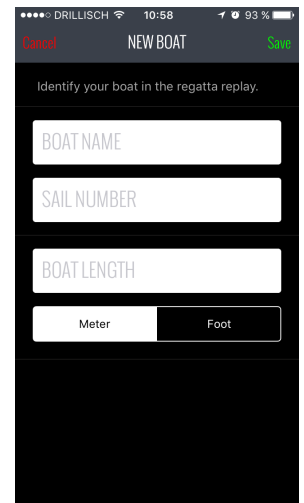 DRILLISCH 10:58 93 %
Cancel NEW BOAT Save
Identify your boat in the regatta replay.
BOAT NAME
SAIL NUMBER
BOAT LENGTH
Meter Foot